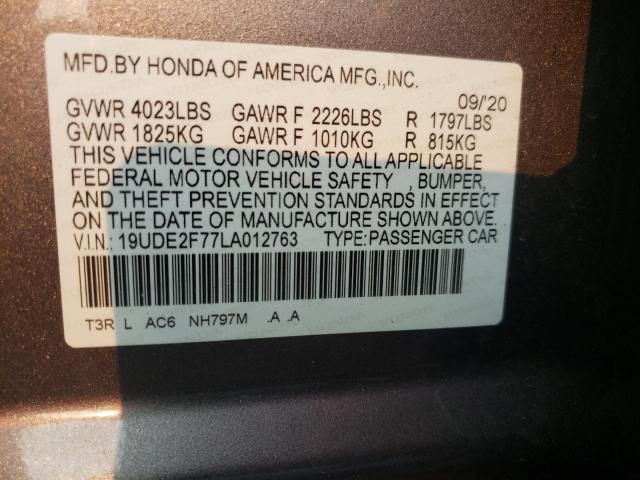 MFD.BY HONDA OF AMERICA MFG.,INC.
09/'20
GVWR 4023LBS GAWR F 2226LBS R 1797LBS
GVWR 1825KG GAWR F 1010KG R 815KG
THIS VEHICLE CONFORMS TO ALL APPLICABLE
FEDERAL MOTOR VEHICLE SAFETY , BUMPER,
AND THEFT PREVENTION STANDARDS IN EFFECT
ON THE DATE OF MANUFACTURE SHOWN ABOVE.
V.I.N.: 19UDE2F77LA012763 TYPE:PASSENGER CAR
T3R L AC6 NH797M .A .A